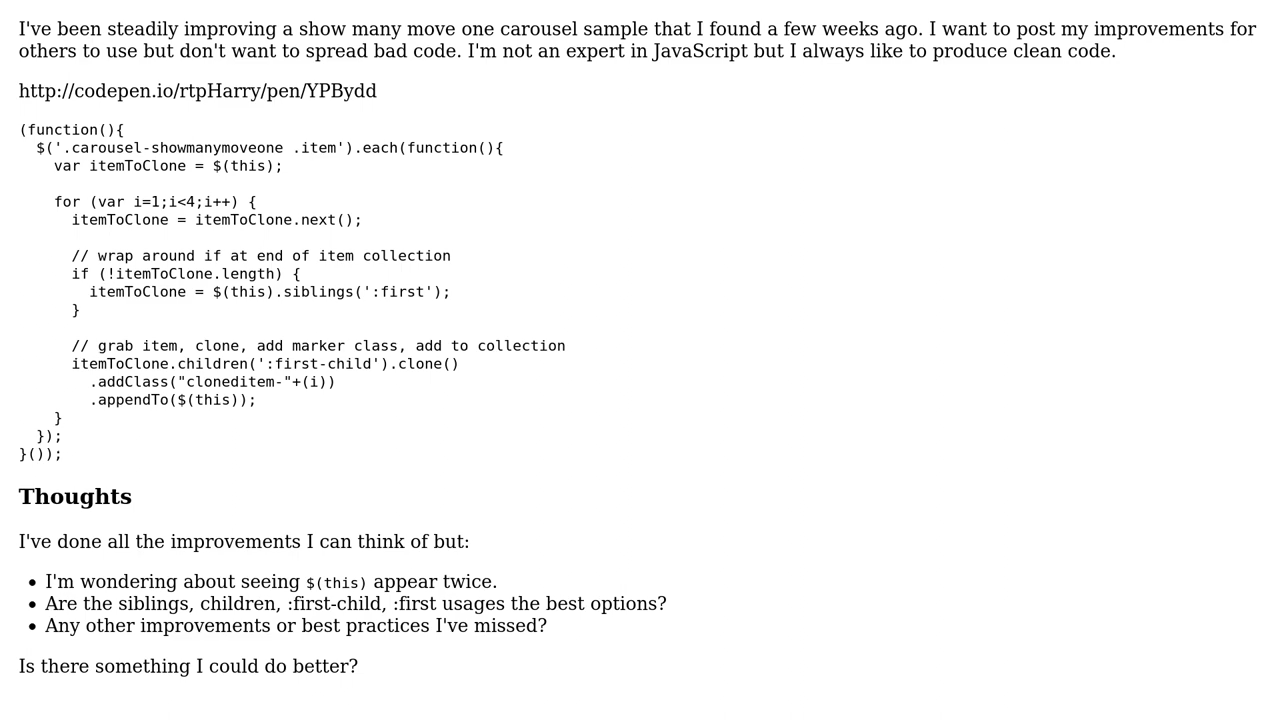 I've been steadily improving a show many move one carousel sample that I found a few weeks ago. I want to post my improvements for
others to use but don't want to spread bad code. I'm not an expert in JavaScript but I always like to produce clean code.
http://codepen.io/rtpHarry/pen/YPBydd
(function(){
  $('.carousel-showmanymoveone .item').each(function(){
    var itemToClone = $(this);

    for (var i=1;i<4;i++) {
      itemToClone = itemToClone.next();

      // wrap around if at end of item collection
      if (!itemToClone.length) {
        itemToClone = $(this).siblings(':first');
      }

      // grab item, clone, add marker class, add to collection
      itemToClone.children(':first-child').clone()
        .addClass("cloneditem-"+(i))
        .appendTo($(this));
    }
  });
}());
Thoughts
I've done all the improvements I can think of but:
• I'm wondering about seeing $(this) appear twice.
• Are the siblings, children, :first-child, :first usages the best options?
• Any other improvements or best practices I've missed?
Is there something I could do better?